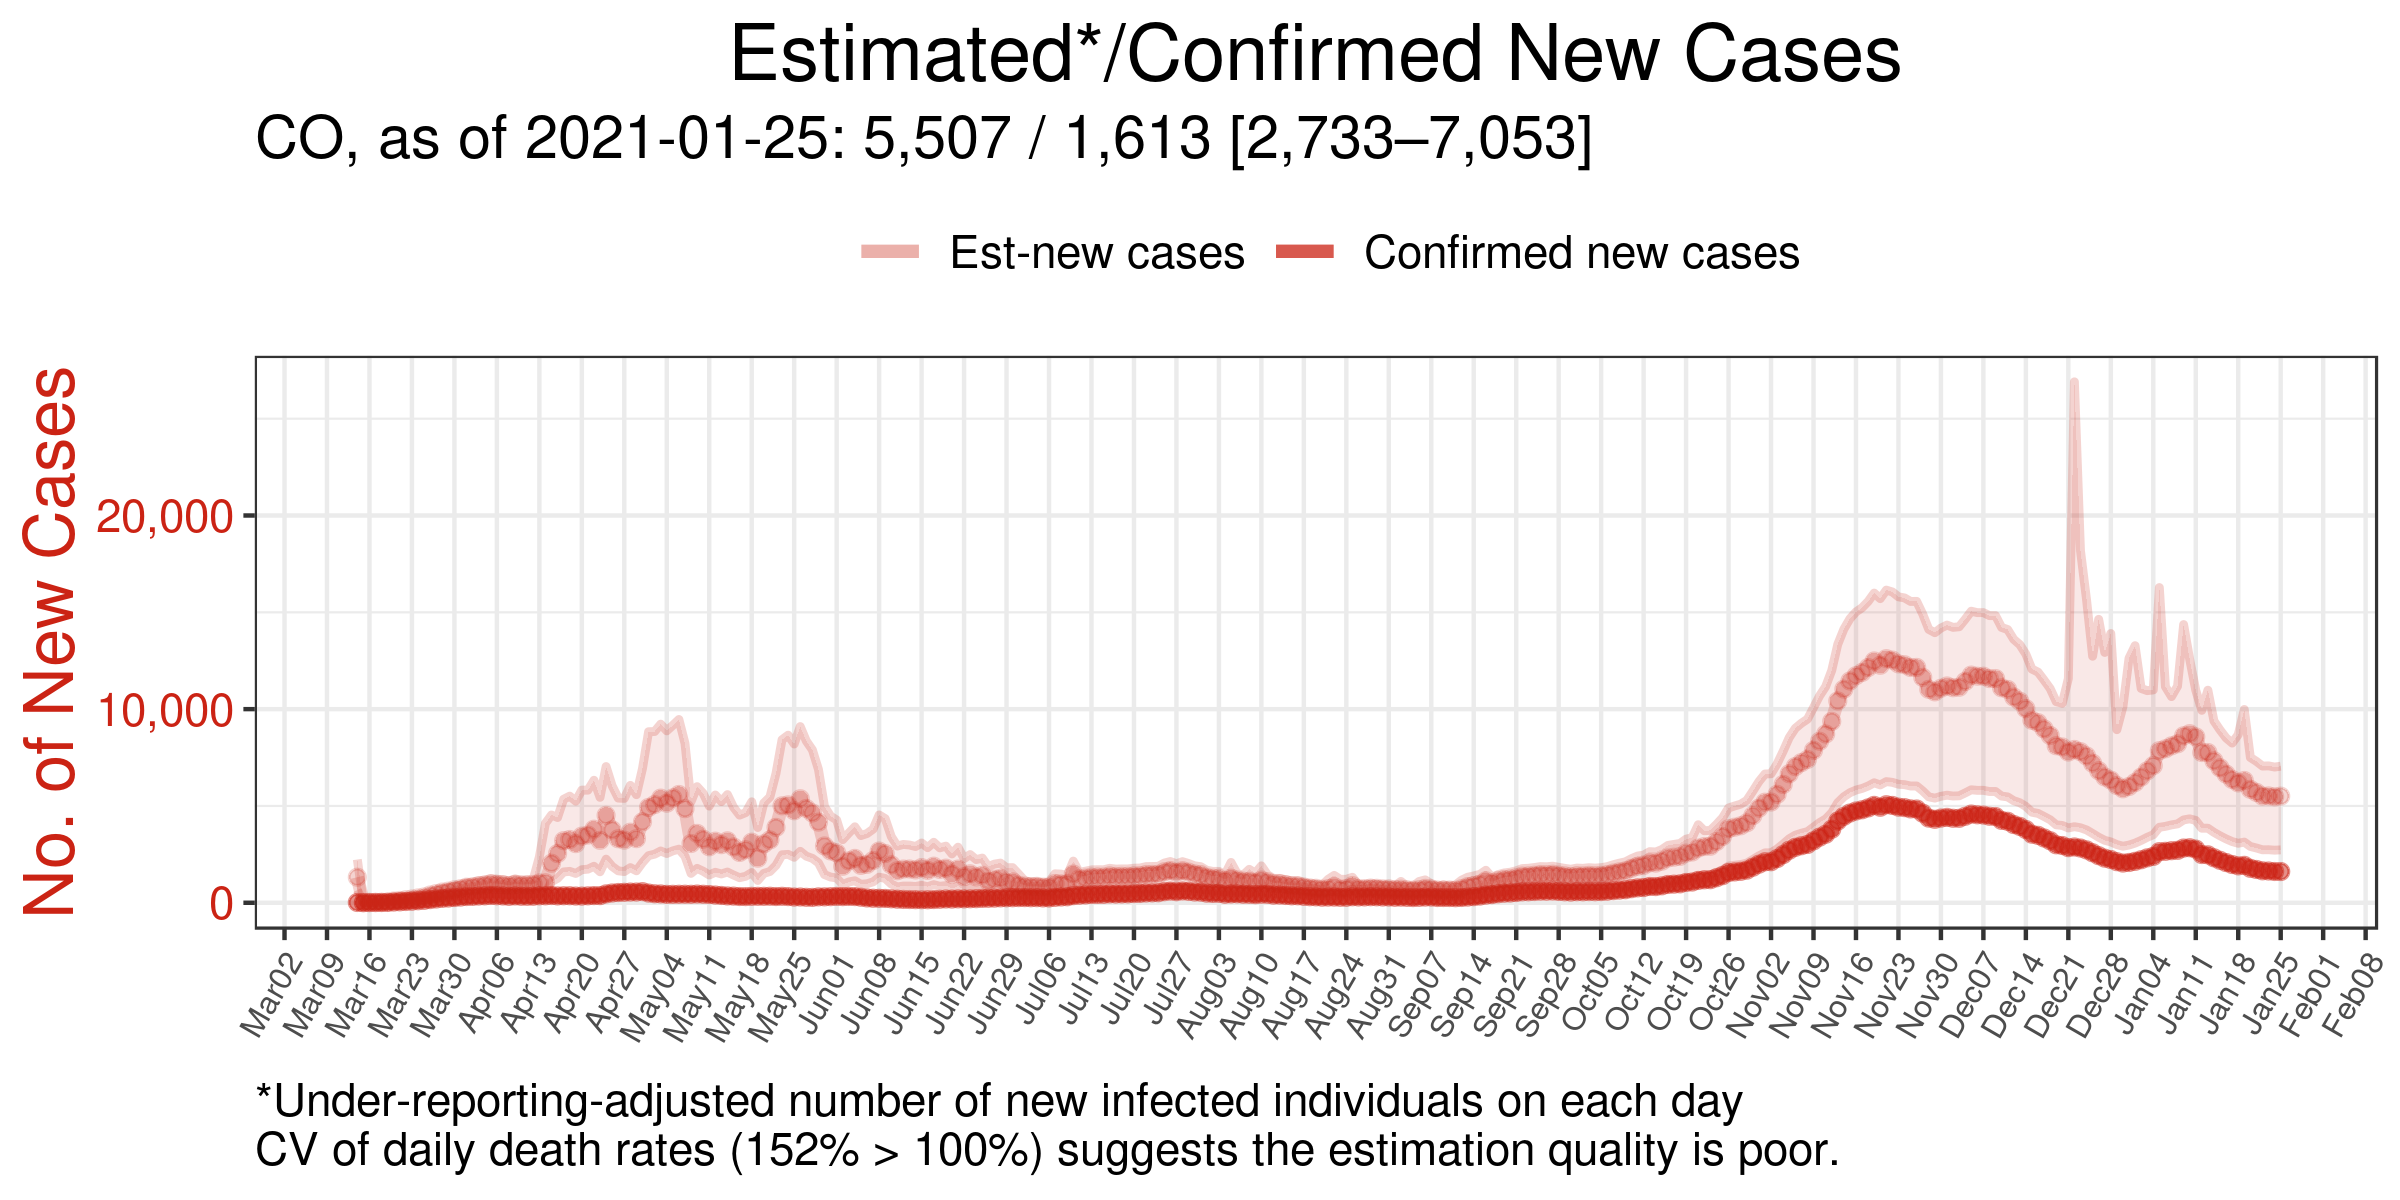 Estimated*/Confirmed New Cases
CO, as of 2021-01-25: 5,507 / 1,613 [2,733–7,053]
Est-new cases Confirmed new cases
No. of New Cases
20,000
10,000
0
Mar02 Mar09 Mar16 Mar23 Mar30 Apr06 Apr13 Apr20 Apr27 May04 May11 May18 May25 Jun01 Jun08 Jun15 Jun22 Jun29 Jul06 Jul13 Jul20 Jul27 Aug03 Aug10 Aug17 Aug24 Aug31 Sep07 Sep14 Sep21 Sep28 Oct05 Oct12 Oct19 Oct26 Nov02 Nov09 Nov16 Nov23 Nov30 Dec07 Dec14 Dec21 Dec28 Jan04 Jan11 Jan18 Jan25 Feb01 Feb08
*Under-reporting-adjusted number of new infected individuals on each day
CV of daily death rates (152% > 100%) suggests the estimation quality is poor.